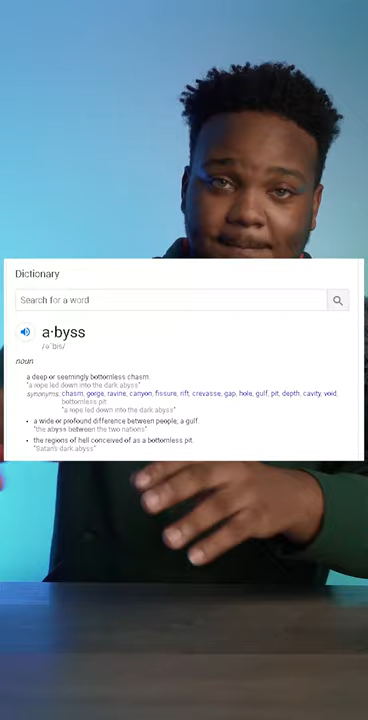 Dictionary
Search for a word
a·byss
/əˈbis/
noun
a deep or seemingly bottomless chasm.
"a rope led down into the dark abyss"
synonyms: chasm, gorge, ravine, canyon, fissure, rift, crevasse, gap, hole, gulf, pit, depth, cavity, void,
bottomless pit
"a rope led down into the dark abyss"
• a wide or profound difference between people; a gulf.
"the abyss between the two nations"
• the regions of hell conceived of as a bottomless pit.
"Satan's dark abyss"